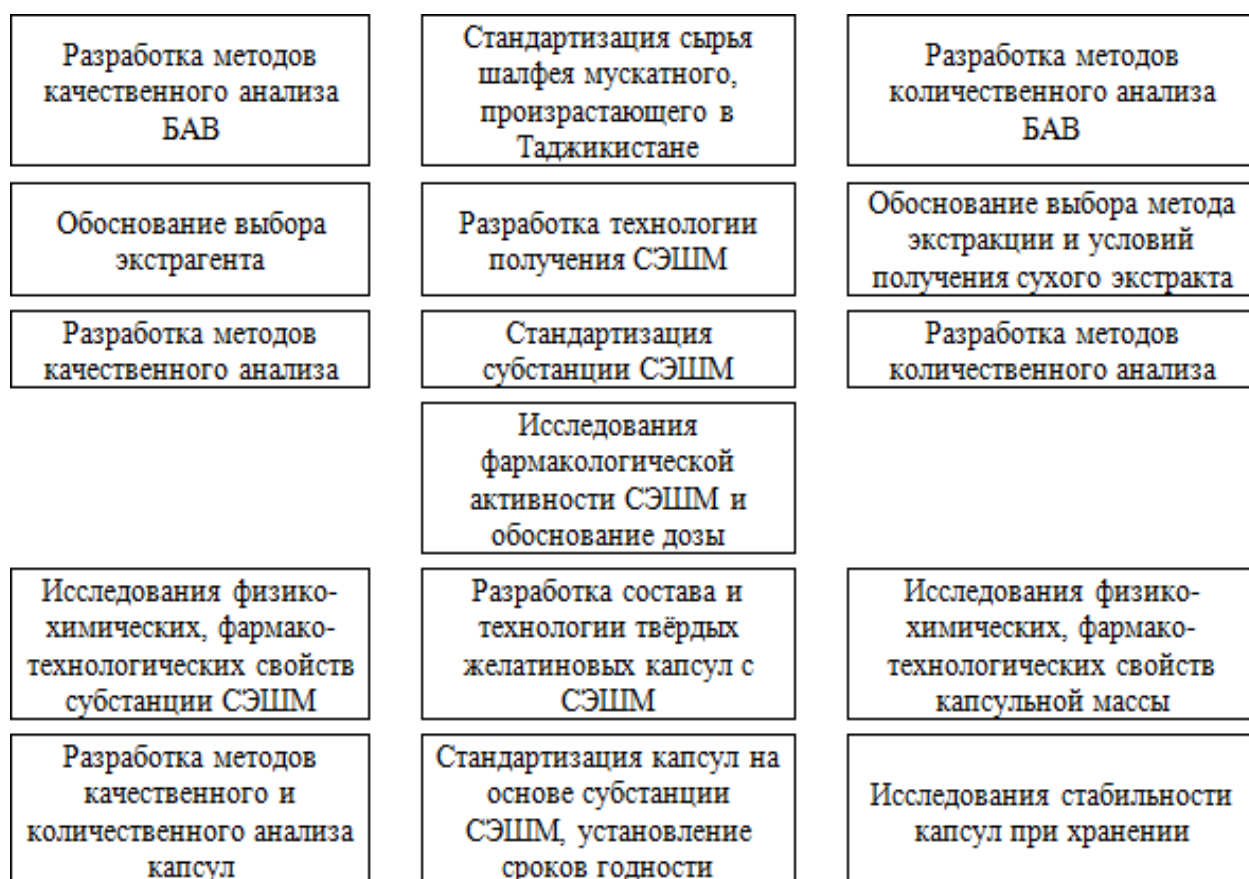 Разработка методов
качественного анализа
БАВ
Стандартизация сырья
шалфея мускатного,
произрастающего в
Таджикистане
Разработка методов
количественного анализа
БАВ
Обоснование выбора
экстрагента
Разработка технологии
получения СЭШМ
Обоснование выбора метода
экстракции и условий
получения сухого экстракта
Разработка методов
качественного анализа
Стандартизация
субстанции СЭШМ
Разработка методов
количественного анализа
Исследования
фармакологической
активности СЭШМ и
обоснование дозы
Исследования физико-
химических, фармако-
технологических свойств
субстанции СЭШМ
Разработка состава и
технологии твёрдых
желатиновых капсул с
СЭШМ
Исследования физико-
химических, фармако-
технологических свойств
капсульной массы
Разработка методов
качественного и
количественного анализа
капсул
Стандартизация капсул на
основе субстанции
СЭШМ, установление
сроков годности
Исследования стабильности
капсул при хранении